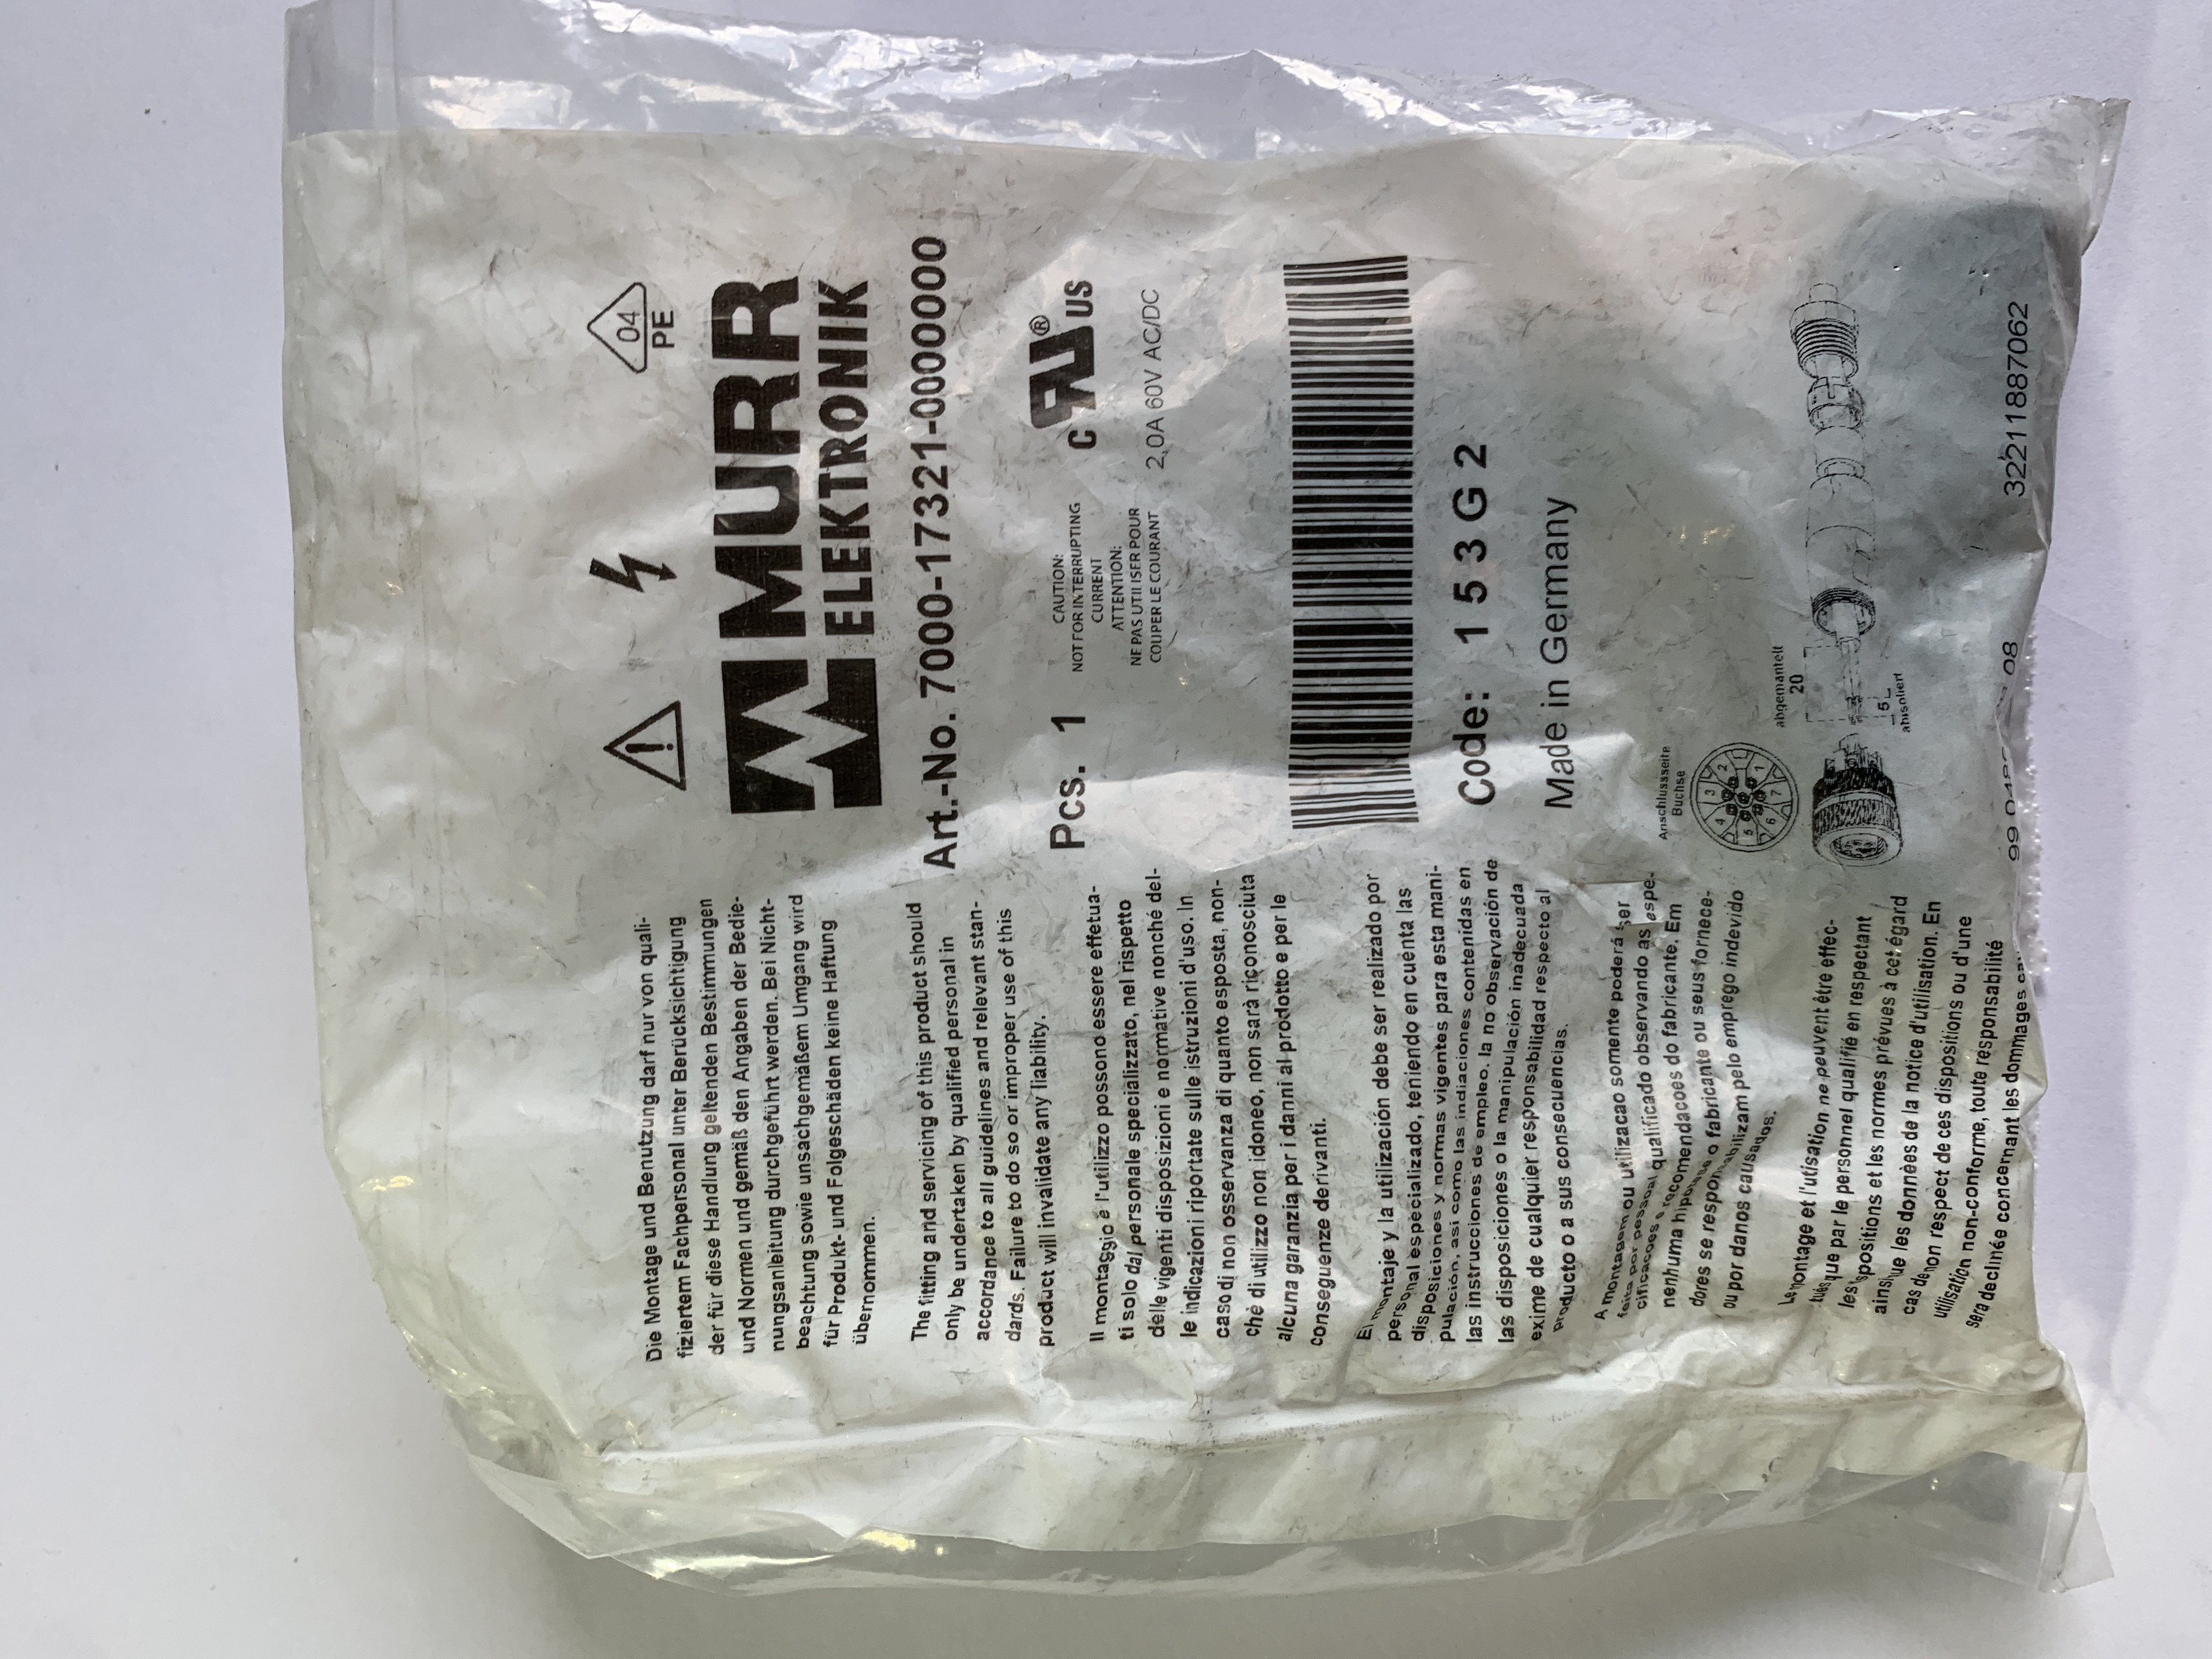 Die Montage und Benutzung darf nur von quali-
fiziertem Fachpersonal unter Berücksichtigung
der für diese Handlung geltenden Bestimmungen
und Normen und gemäß den Angaben der Bedie-
nungsanleitung durchgeführt werden. Bei Nicht-
beachtung sowie unsachgemäßem Umgang wird
für Produkt- und Folgeschäden keine Haftung
übernommen.
The fitting and servicing of this product should
only be undertaken by qualified personal in
accordance to all guidelines and relevant stan-
dards. Failure to do so or improper use of this
product will invalidate any liability.
Il montaggio e l'utilizzo possono essere effetua-
ti solo dal personale specializzato, nel rispetto
delle vigenti disposizioni e normative nonché del-
le indicazioni riportate sulle istruzioni d'uso. In
caso di non osservanza di quanto esposta, non-
ché di utilizzo non idoneo, non sarà riconosciuta
alcuna garanzia per i danni al prodotto e per le
conseguenze derivanti.
El montaje y la utilización debe ser realizado por
personal especializado, teniendo en cuenta las
disposiciones y normas vigentes para esta mani-
pulación, asi como las indiaciones contenidas en
las instrucciones de empleo. la no observación de
las disposiciones o la manipulación inadecuada
exime de cualquier responsabilidad respecto al
producto o a sus consecuencias.
A montagem ou utilizacao somente poderá ser
feita por pessoal qualificado observando as espe-
cificacoes e recomendacoes do fabricante. Em
nenhuma hipotese o fabricante ou seus fornece-
dores se responsabilizam pelo emprego indevido
ou por danos causados.
Le montage et l'utisation ne peuvent être effec-
tués que par le personnel qualifié en respectant
les spositions et les normes prévues à cet égard
ainsi que les données de la notice d'utilisation. En
cas de non respect de ces dispositions ou d'une
utilisation non-conforme, toute responsabilité
sera declinée concernant les dommages
04
PE
MURR
ELEKTRONIK
Art.-No. 7000-17321-0000000
Pcs. 1
CAUTION:
NOT FOR INTERRUPTING
CURRENT
ATTENTION:
NE PAS UTILISER POUR
COUPER LE COURANT
c RU® US
2,0A 60V AC/DC
Code: 153G2
Made in Germany
Anschlussseite
Buchse
1 2 3 4 5 6 7
abgemantelt
20
5
abisoliert
99 08
3221187062